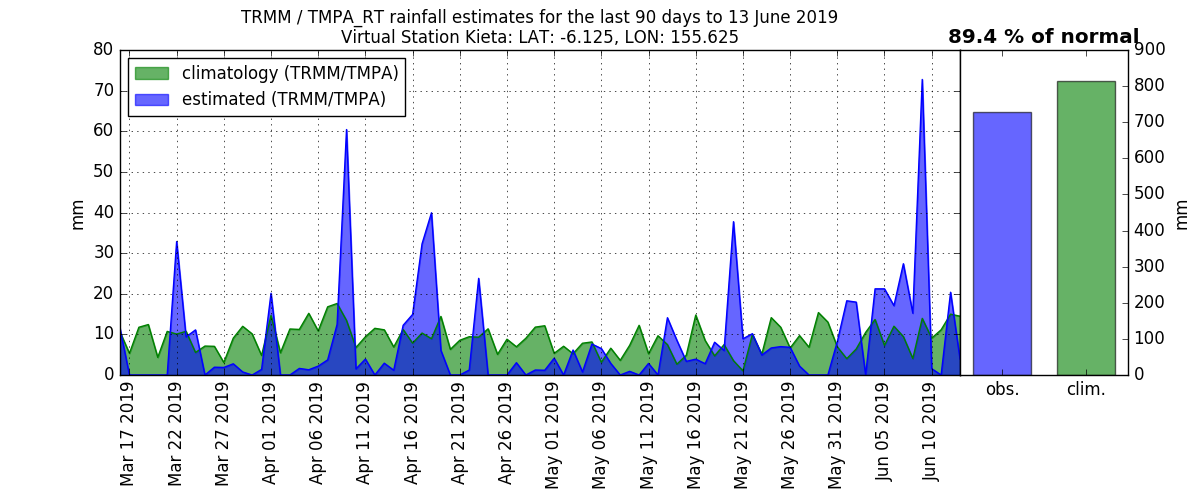 TRMM / TMPA_RT rainfall estimates for the last 90 days to 13 June 2019
Virtual Station Kieta: LAT: -6.125, LON: 155.625
89.4 % of normal
climatology (TRMM/TMPA)
estimated (TRMM/TMPA)
mm
80
70
60
50
40
30
20
10
0
Mar 17 2019
Mar 22 2019
Mar 27 2019
Apr 01 2019
Apr 06 2019
Apr 11 2019
Apr 16 2019
Apr 21 2019
Apr 26 2019
May 01 2019
May 06 2019
May 11 2019
May 16 2019
May 21 2019
May 26 2019
May 31 2019
Jun 05 2019
Jun 10 2019
obs.
clim.
900
800
700
600
500
400
300
200
100
0
mm